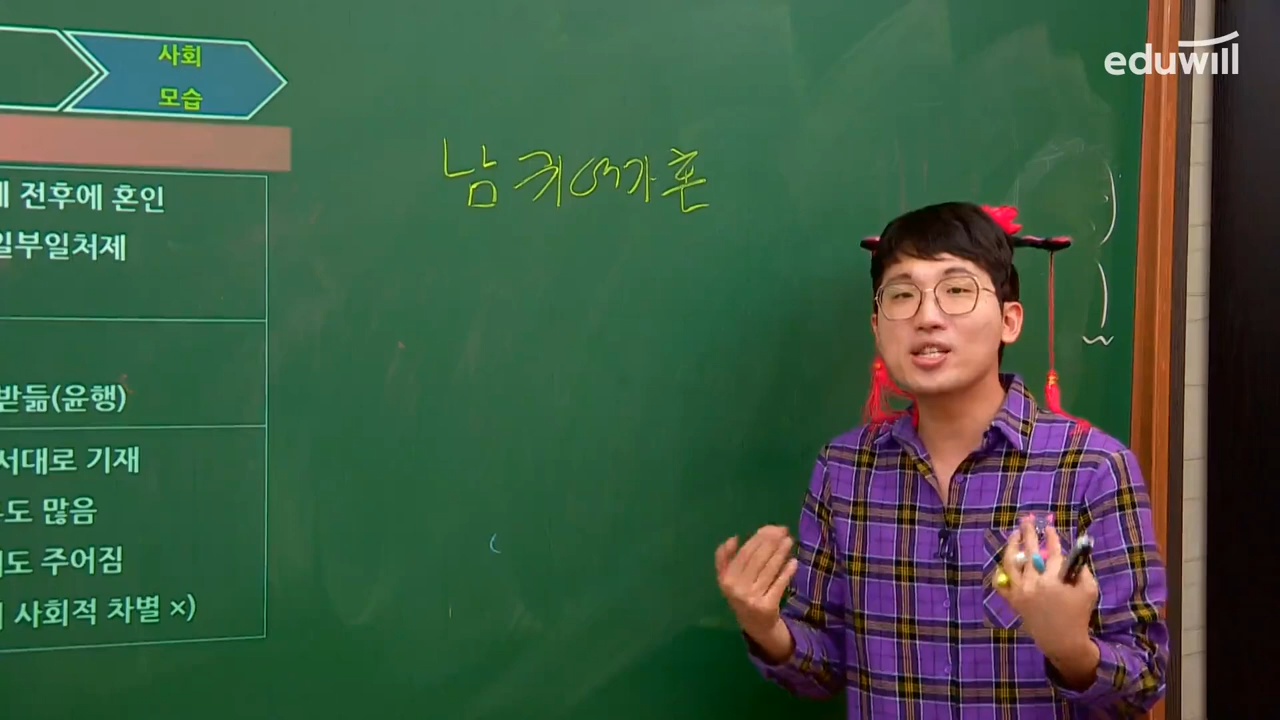 사회
모습
전후에 혼인
일부일처제
받듦(윤행)
서대로 기재
도 많음
도 주어짐
사회적 차별 ×)
남귀여가혼
eduwill